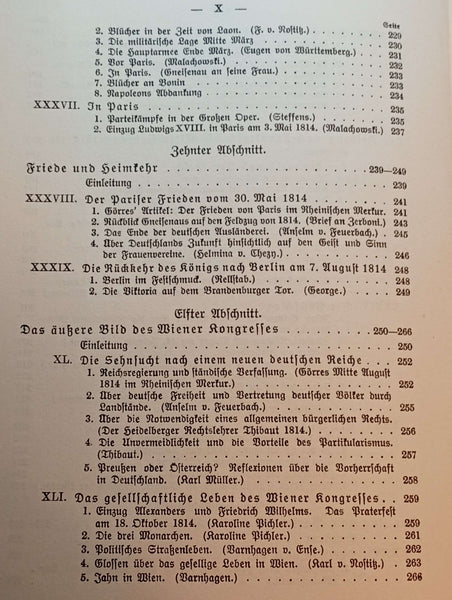 — X —
Seite
2. Blücher in der Zeit von Laon. (F. v. Nostitz.) . . . . 229
3. Die militärische Lage Mitte März . . . . . . . . . 230
4. Die Hauptarmee Ende März. (Eugen von Württemberg.) . 231
5. Vor Paris. (Malachowski.) . . . . . . . . . . . . 232
6. In Paris. (Gneisenau an seine Frau.) . . . . . . . . 233
7. Blücher an Bonin . . . . . . . . . . . . . . . . 233
8. Napoleons Abdankung . . . . . . . . . . . . . . 234
XXXVII. In Paris . . . . . . . . . . . . . . . . . . . . 235
1. Parteikämpfe in der Großen Oper. (Steffens.) . . . . . 235
2. Einzug Ludwigs XVIII. in Paris am 3. Mai 1814. (Malachowski.) 237
Zehnter Abschnitt.
Friede und Heimkehr . . . . . . . . . . . . . . . . . 239—249
Einleitung . . . . . . . . . . . . . . . . . . . . . 239
XXXVIII. Der Pariser Frieden vom 30. Mai 1814 . . . . . . . 241
1. Görres' Artikel: Der Frieden von Paris im Rheinischen Merkur. 241
2. Rückblick Gneisenaus auf den Feldzug von 1814. (Brief an Zerboni.) 243
3. Das Ende der deutschen Ausländerei. (Anselm v. Feuerbach.) . 245
4. Über Deutschlands Zukunft hinsichtlich auf den Geist und Sinn
der Frauenvereine. (Helmina v. Chezy.) . . . . . . . . 246
XXXIX. Die Rückkehr des Königs nach Berlin am 7. August 1814 248
1. Berlin im Festschmuck. (Rellstab.) . . . . . . . . . . 248
2. Die Viktoria auf dem Brandenburger Tor. (George.) . . . . 249
Elfter Abschnitt.
Das äußere Bild des Wiener Kongresses . . . . . . . . . 250—266
Einleitung . . . . . . . . . . . . . . . . . . . . . 250
XL. Die Sehnsucht nach einem neuen deutschen Reiche . . . 252
1. Reichsregierung und ständische Verfassung. (Görres Mitte August
1814 im Rheinischen Merkur.) . . . . . . . . . . . 252
2. Über deutsche Freiheit und Vertretung deutscher Völker durch
Landstände. (Anselm v. Feuerbach.) . . . . . . . . . 255
3. Über die Notwendigkeit eines allgemeinen bürgerlichen Rechts.
(Der Heidelberger Rechtslehrer Thibaut 1814.) . . . . . 256
4. Die Unvermeidlichkeit und die Vorteile des Partikularismus.
(Thibaut.) . . . . . . . . . . . . . . . . . . . 257
5. Preußen oder Österreich? Reflexionen über die Vorherrschaft
in Deutschland. (Karl Müller.) . . . . . . . . . . . 258
XLI. Das gesellschaftliche Leben des Wiener Kongresses . . . 259
1. Einzug Alexanders und Friedrich Wilhelms. Das Praterfest
am 18. Oktober 1814. (Karoline Pichler.) . . . . . . . 259
2. Die drei Monarchen. (Karoline Pichler.) . . . . . . . . 261
3. Politisches Straßenleben. (Varnhagen v. Ense.) . . . . . 262
4. Glossen über das gesellige Leben in Wien. (Karl v. Nostitz.) . 263
5. Jahn in Wien. (Varnhagen.) . . . . . . . . . . . . 266